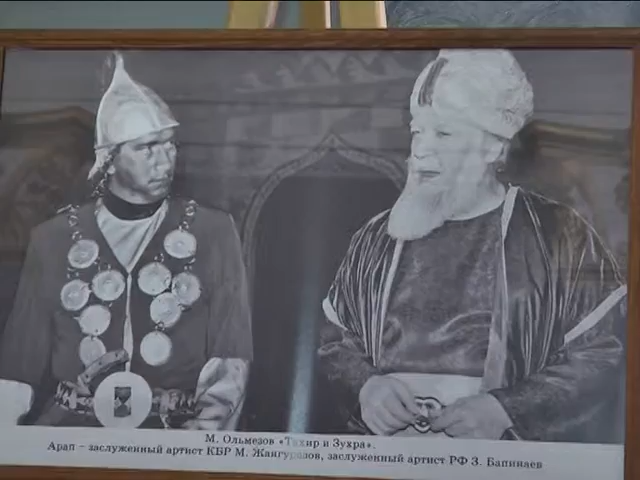 М. Ольмезов «Тахир и Зухра».
Арап – заслуженный артист КБР М. Жангуразов, заслуженный артист РФ З. Бапинаев